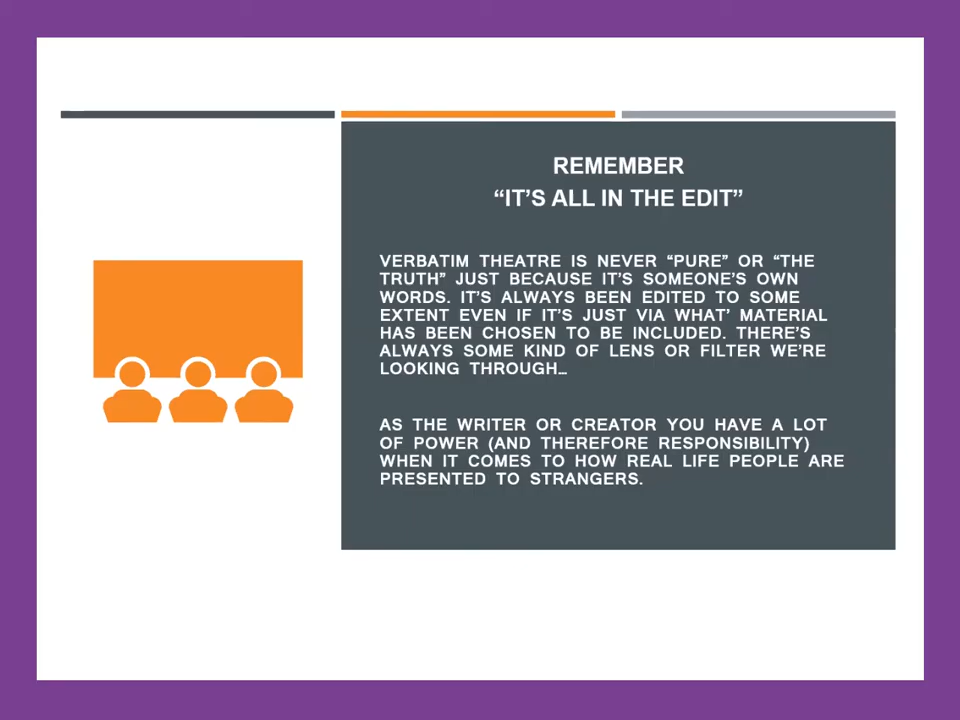 REMEMBER
“IT’S ALL IN THE EDIT”
VERBATIM THEATRE IS NEVER “PURE” OR “THE
TRUTH” JUST BECAUSE IT’S SOMEONE’S OWN
WORDS. IT’S ALWAYS BEEN EDITED TO SOME
EXTENT EVEN IF IT’S JUST VIA WHAT’ MATERIAL
HAS BEEN CHOSEN TO BE INCLUDED. THERE’S
ALWAYS SOME KIND OF LENS OR FILTER WE’RE
LOOKING THROUGH…
AS THE WRITER OR CREATOR YOU HAVE A LOT
OF POWER (AND THEREFORE RESPONSIBILITY)
WHEN IT COMES TO HOW REAL LIFE PEOPLE ARE
PRESENTED TO STRANGERS.